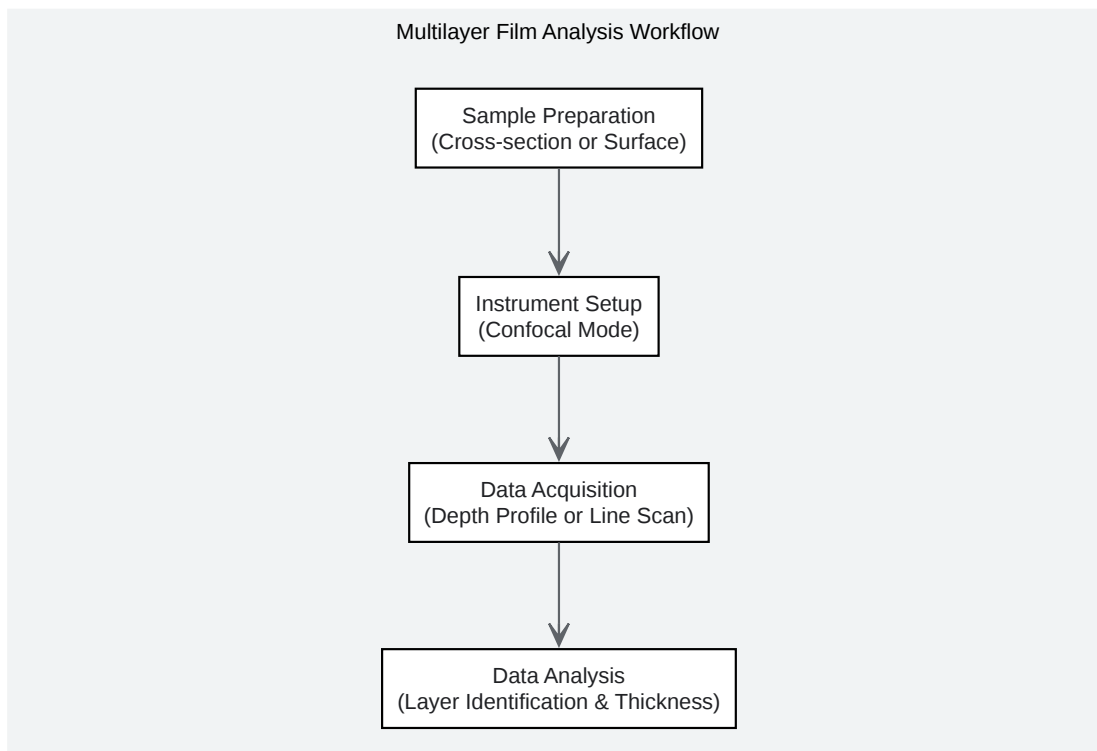 Multilayer Film Analysis Workflow
Sample Preparation
(Cross-section or Surface)
Instrument Setup
(Confocal Mode)
Data Acquisition
(Depth Profile or Line Scan)
Data Analysis
(Layer Identification & Thickness)